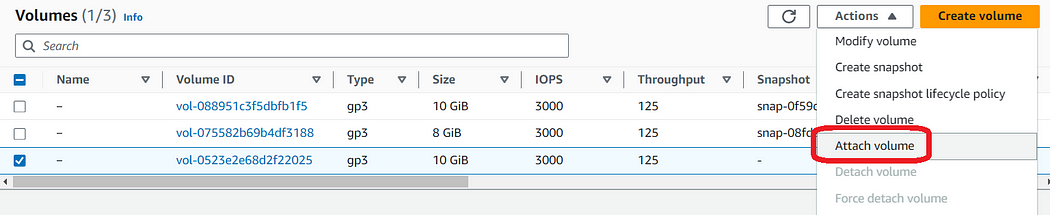 Volumes (1/3) Info
Actions
Create volume
Search
Name Volume ID Type Size IOPS Throughput Snapshot
– vol-088951c3f5dbfb1f5 gp3 10 GiB 3000 125 snap-0f59
– vol-075582b69b4df3188 gp3 8 GiB 3000 125 snap-08fd
– vol-0523e2e68d2f22025 gp3 10 GiB 3000 125 -
Modify volume
Create snapshot
Create snapshot lifecycle policy
Delete volume
Attach volume
Detach volume
Force detach volume